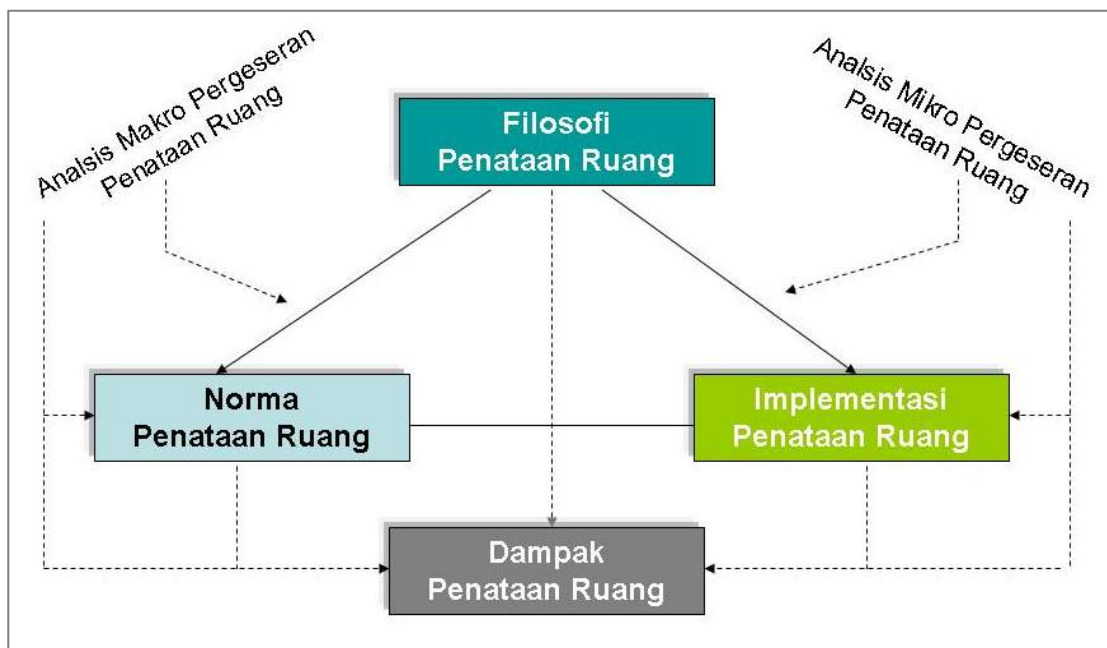 Analsis Makro Pergeseran
Penataan Ruang
Analsis Mikro Pergeseran
Penataan Ruang
Filosofi
Penataan Ruang
Norma
Penataan Ruang
Implementasi
Penataan Ruang
Dampak
Penataan Ruang